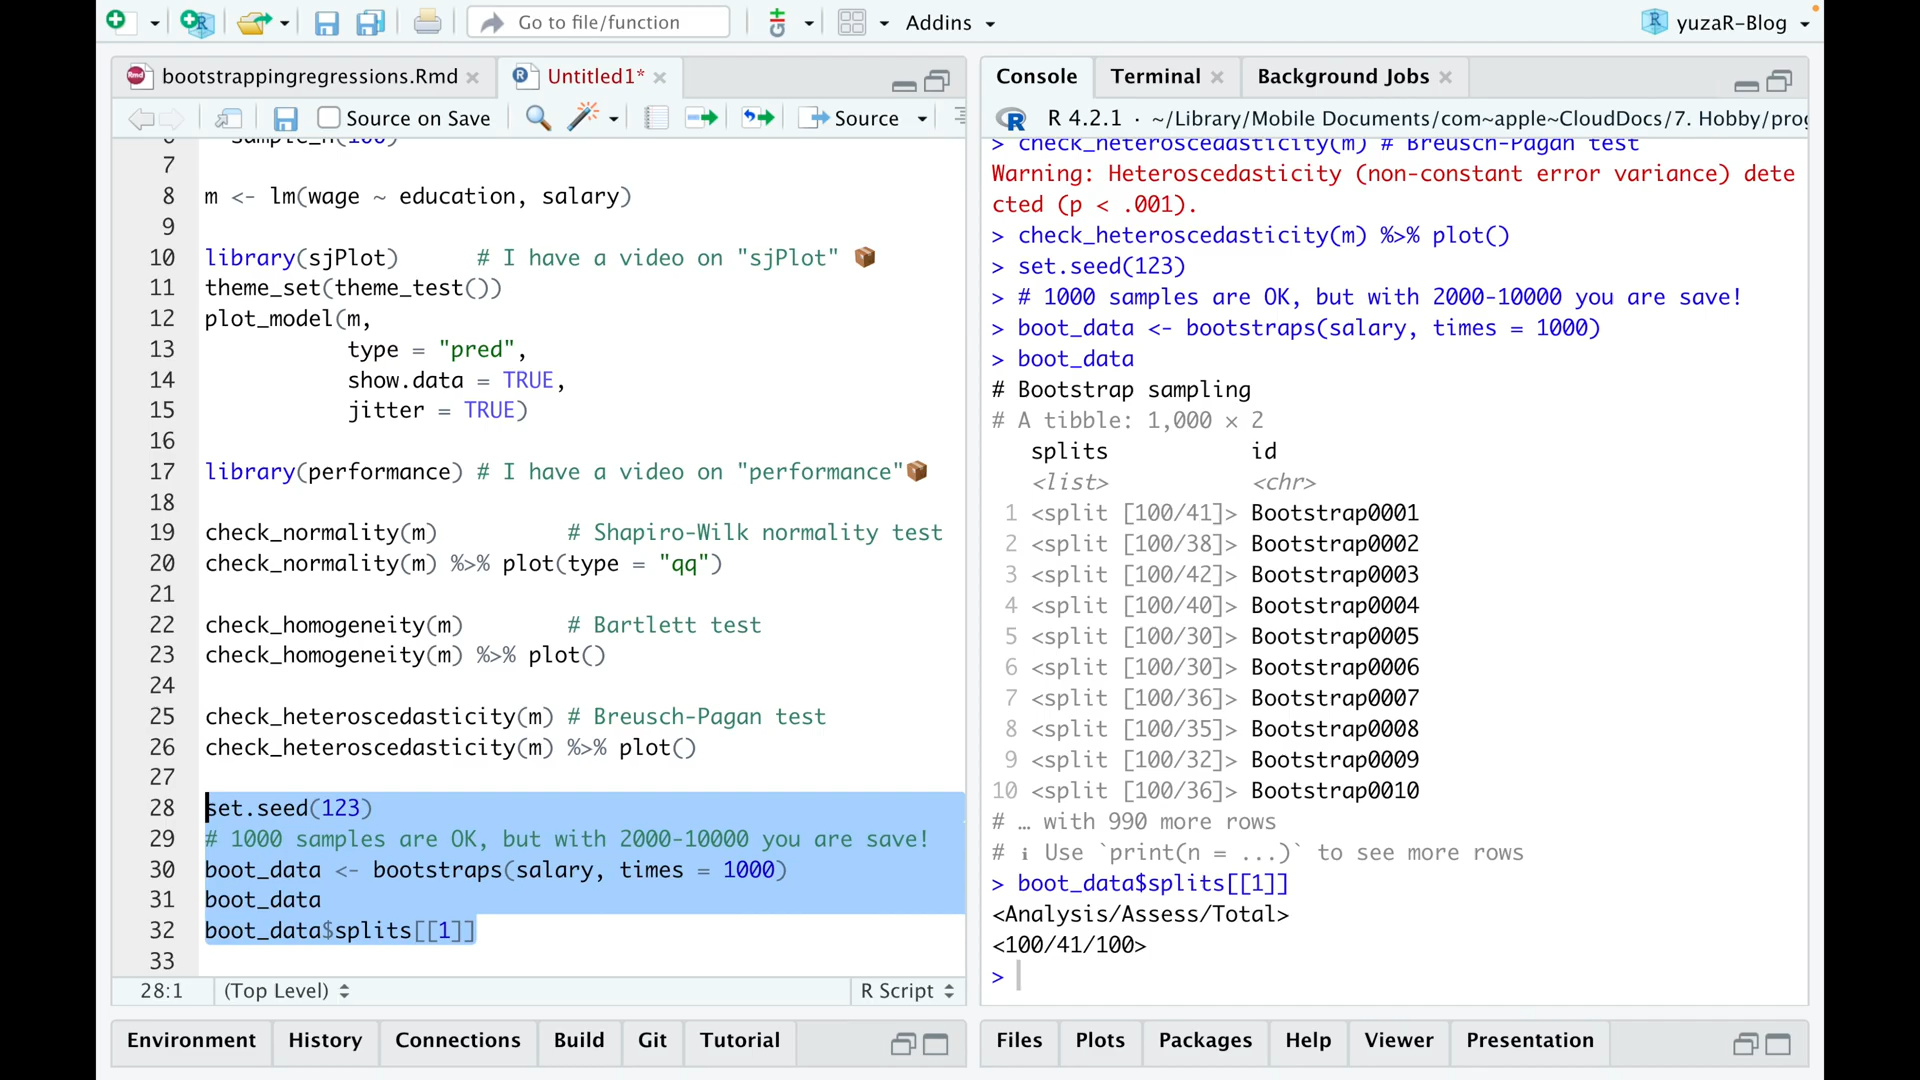 Go to file/function
Addins
yuzaR-Blog
bootstrappingregressions.Rmd
Untitled1*
Source on Save
Source
6 sample_n(100)
7
8 m <- lm(wage ~ education, salary)
9
10 library(sjPlot) # I have a video on "sjPlot" 📦
11 theme_set(theme_test())
12 plot_model(m,
13 type = "pred",
14 show.data = TRUE,
15 jitter = TRUE)
16
17 library(performance) # I have a video on "performance"📦
18
19 check_normality(m) # Shapiro-Wilk normality test
20 check_normality(m) %>% plot(type = "qq")
21
22 check_homogeneity(m) # Bartlett test
23 check_homogeneity(m) %>% plot()
24
25 check_heteroscedasticity(m) # Breusch-Pagan test
26 check_heteroscedasticity(m) %>% plot()
27
28 set.seed(123)
29 # 1000 samples are OK, but with 2000-10000 you are save!
30 boot_data <- bootstraps(salary, times = 1000)
31 boot_data
32 boot_data$splits[[1]]
33
28:1 (Top Level) R Script
Environment History Connections Build Git Tutorial
Console Terminal Background Jobs
R 4.2.1 · ~/Library/Mobile Documents/com~apple~CloudDocs/7. Hobby/prog
> check_heteroscedasticity(m) # Breusch-Pagan test
Warning: Heteroscedasticity (non-constant error variance) dete
cted (p < .001).
> check_heteroscedasticity(m) %>% plot()
> set.seed(123)
> # 1000 samples are OK, but with 2000-10000 you are save!
> boot_data <- bootstraps(salary, times = 1000)
> boot_data
# Bootstrap sampling
# A tibble: 1,000 × 2
splits id
<list> <chr>
1 <split [100/41]> Bootstrap0001
2 <split [100/38]> Bootstrap0002
3 <split [100/42]> Bootstrap0003
4 <split [100/40]> Bootstrap0004
5 <split [100/30]> Bootstrap0005
6 <split [100/30]> Bootstrap0006
7 <split [100/36]> Bootstrap0007
8 <split [100/35]> Bootstrap0008
9 <split [100/32]> Bootstrap0009
10 <split [100/36]> Bootstrap0010
# … with 990 more rows
# ℹ Use `print(n = ...)` to see more rows
> boot_data$splits[[1]]
<Analysis/Assess/Total>
<100/41/100>
>
Files Plots Packages Help Viewer Presentation